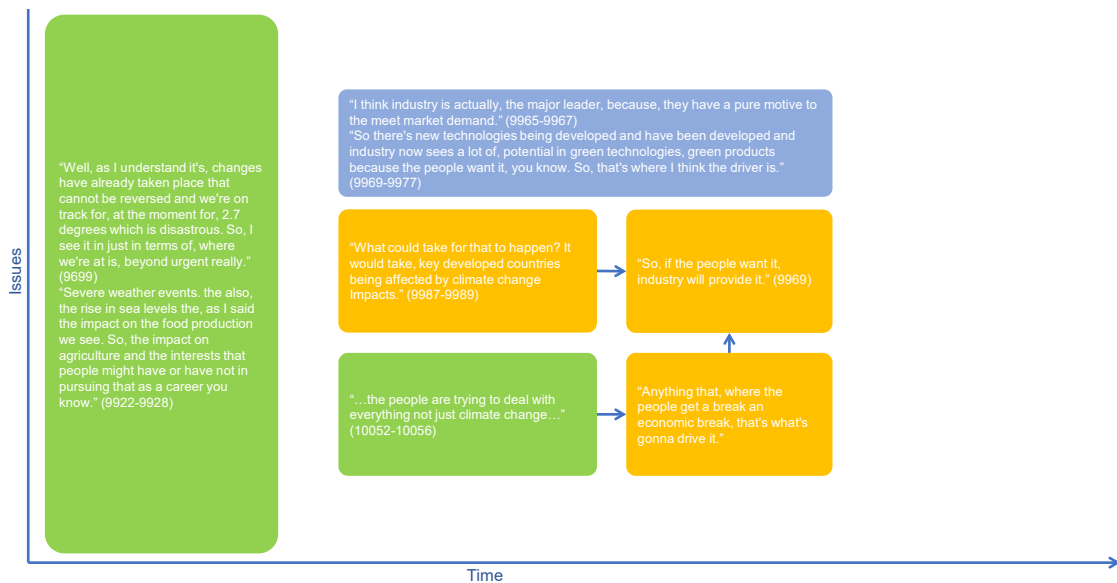 Issues
“Well, as I understand it's, changes
have already taken place that
cannot be reversed and we're on
track for, at the moment for, 2.7
degrees which is disastrous. So, I
see it in just in terms of, where
we're at is, beyond urgent really.”
(9699)
“Severe weather events. the also,
the rise in sea levels the, as I said
the impact on the food production
we see. So, the impact on
agriculture and the interests that
people might have or have not in
pursuing that as a career you
know.” (9922-9928)
“I think industry is actually, the major leader, because, they have a pure motive to
the meet market demand.” (9965-9967)
“So there's new technologies being developed and have been developed and
industry now sees a lot of, potential in green technologies, green products
because the people want it, you know. So, that's where I think the driver is.”
(9969-9977)
“What could take for that to happen? It
would take, key developed countries
being affected by climate change
Impacts.” (9987-9989)
“So, if the people want it,
industry will provide it.” (9969)
“…the people are trying to deal with
everything not just climate change…”
(10052-10056)
“Anything that, where the
people get a break an
economic break, that's what's
gonna drive it.”
Time